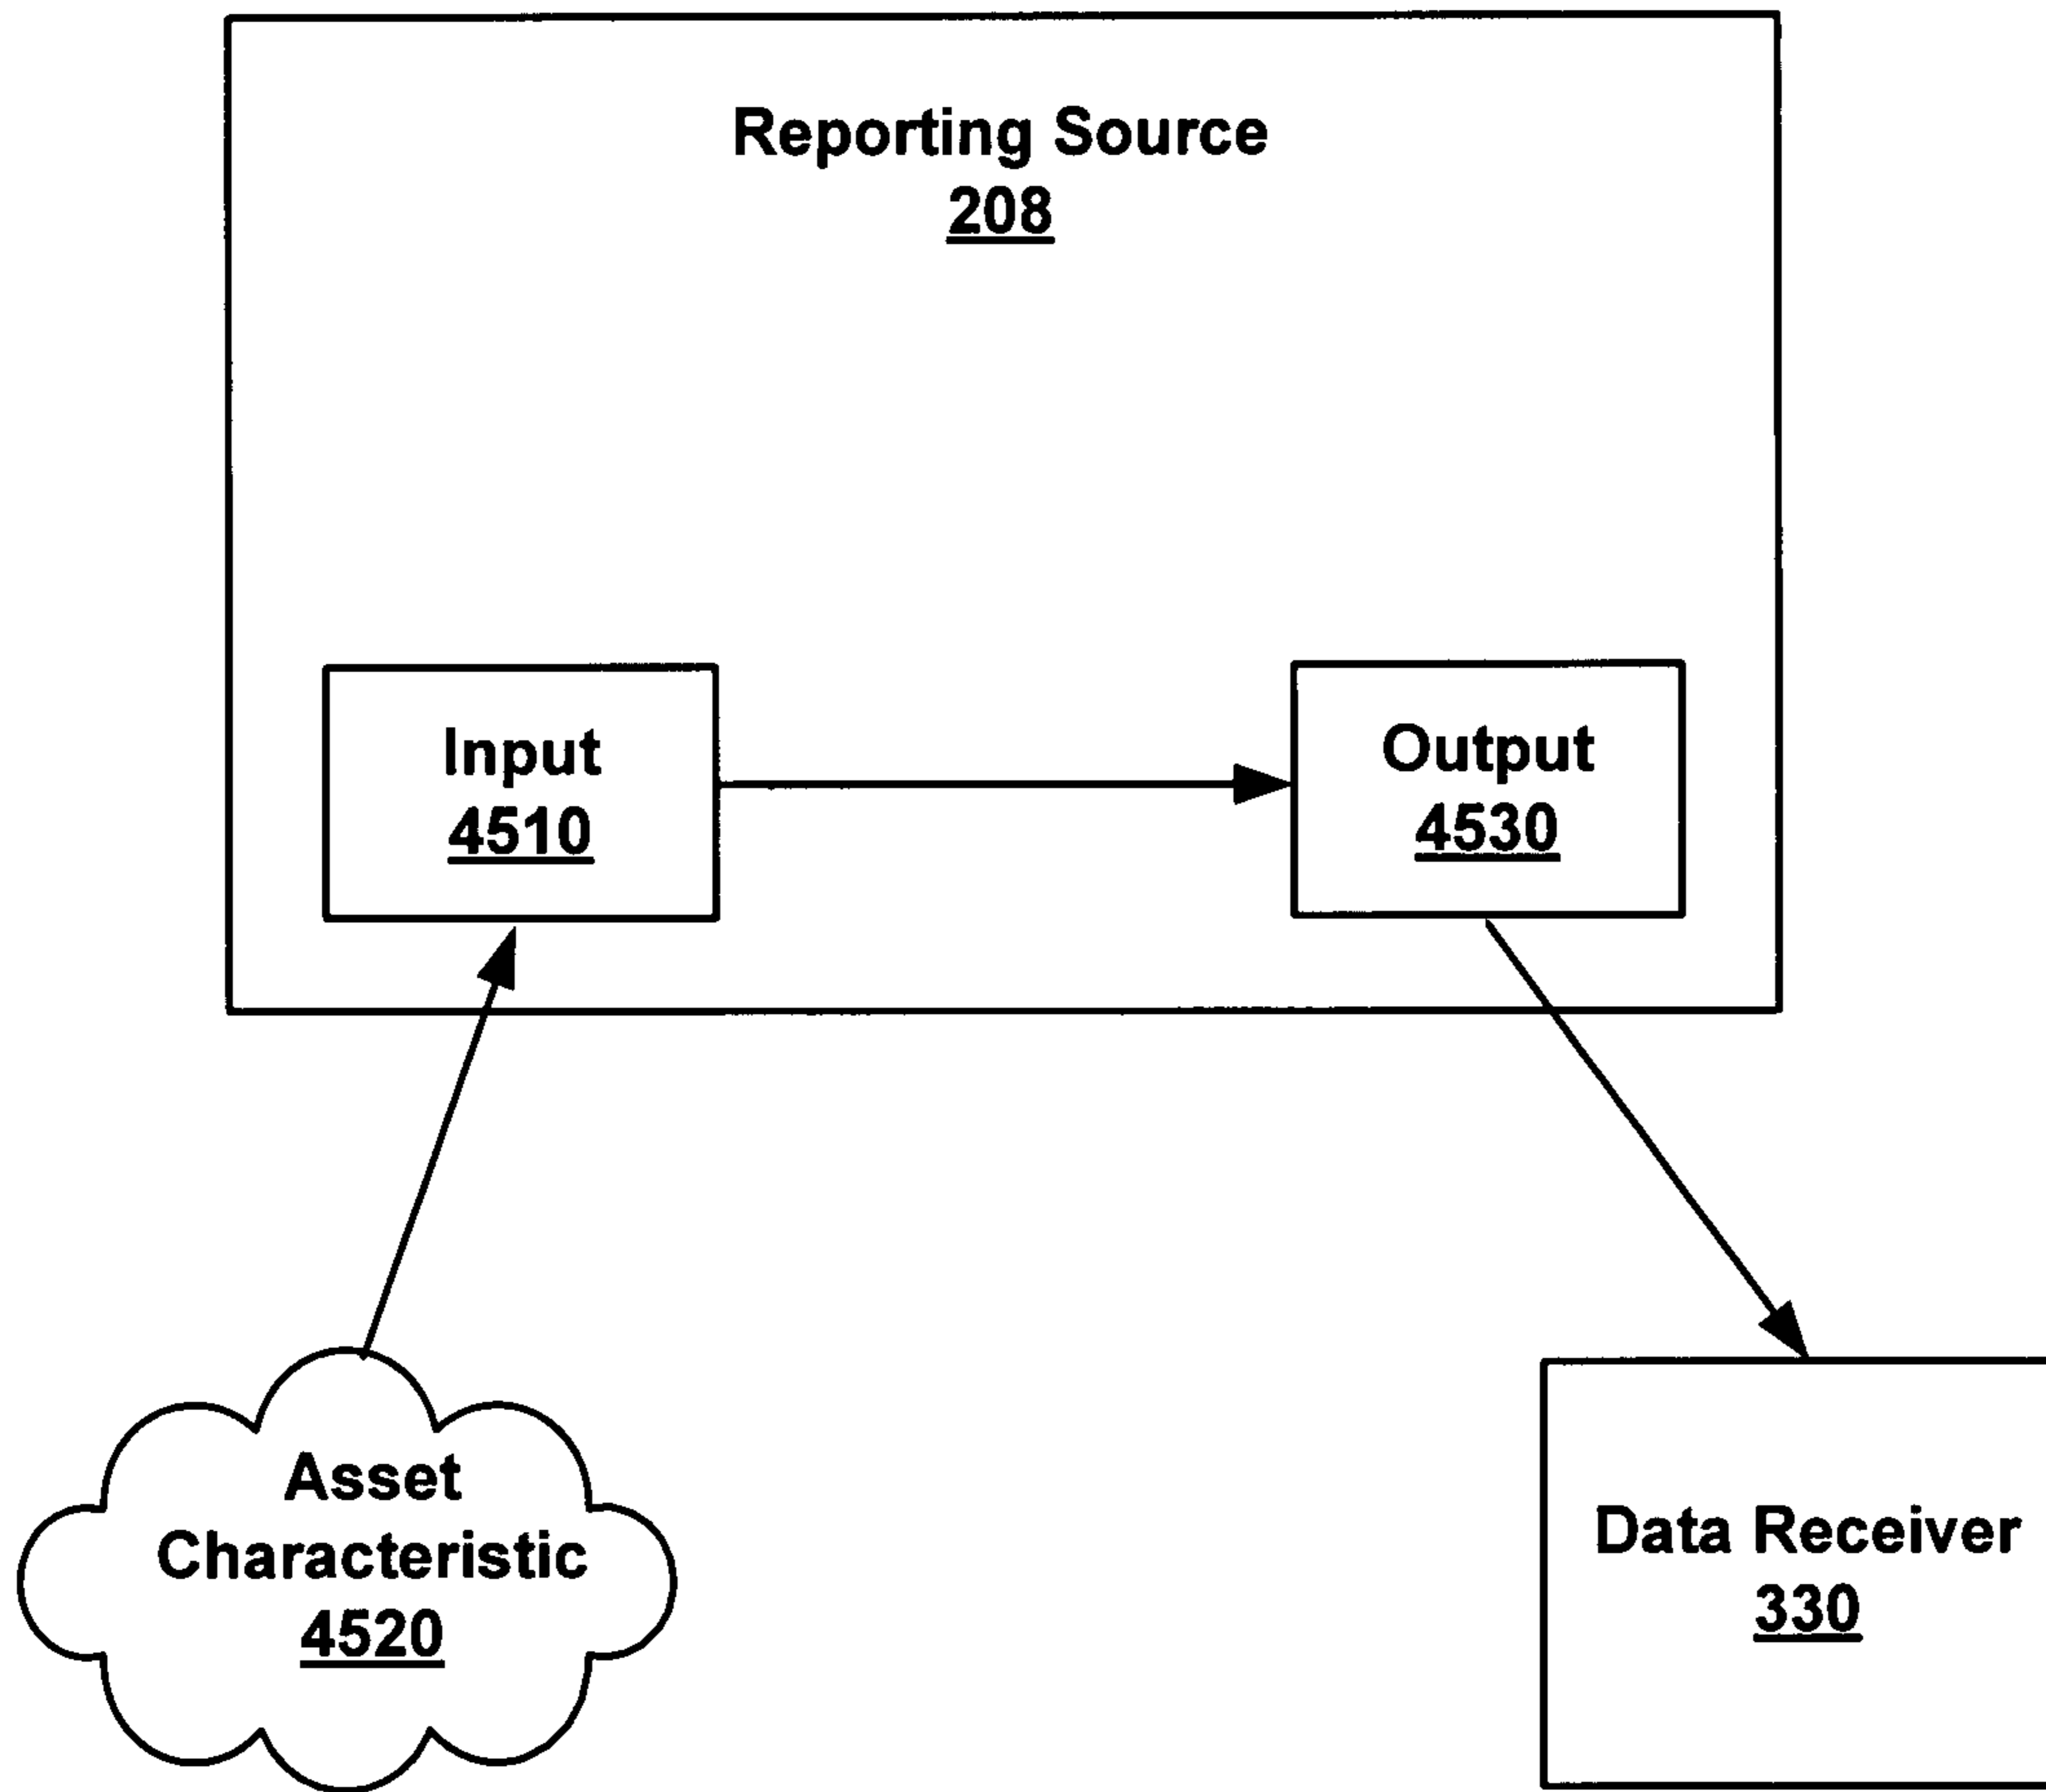 Reporting Source
208
Input
4510
Output
4530
Asset
Characteristic
4520
Data Receiver
330